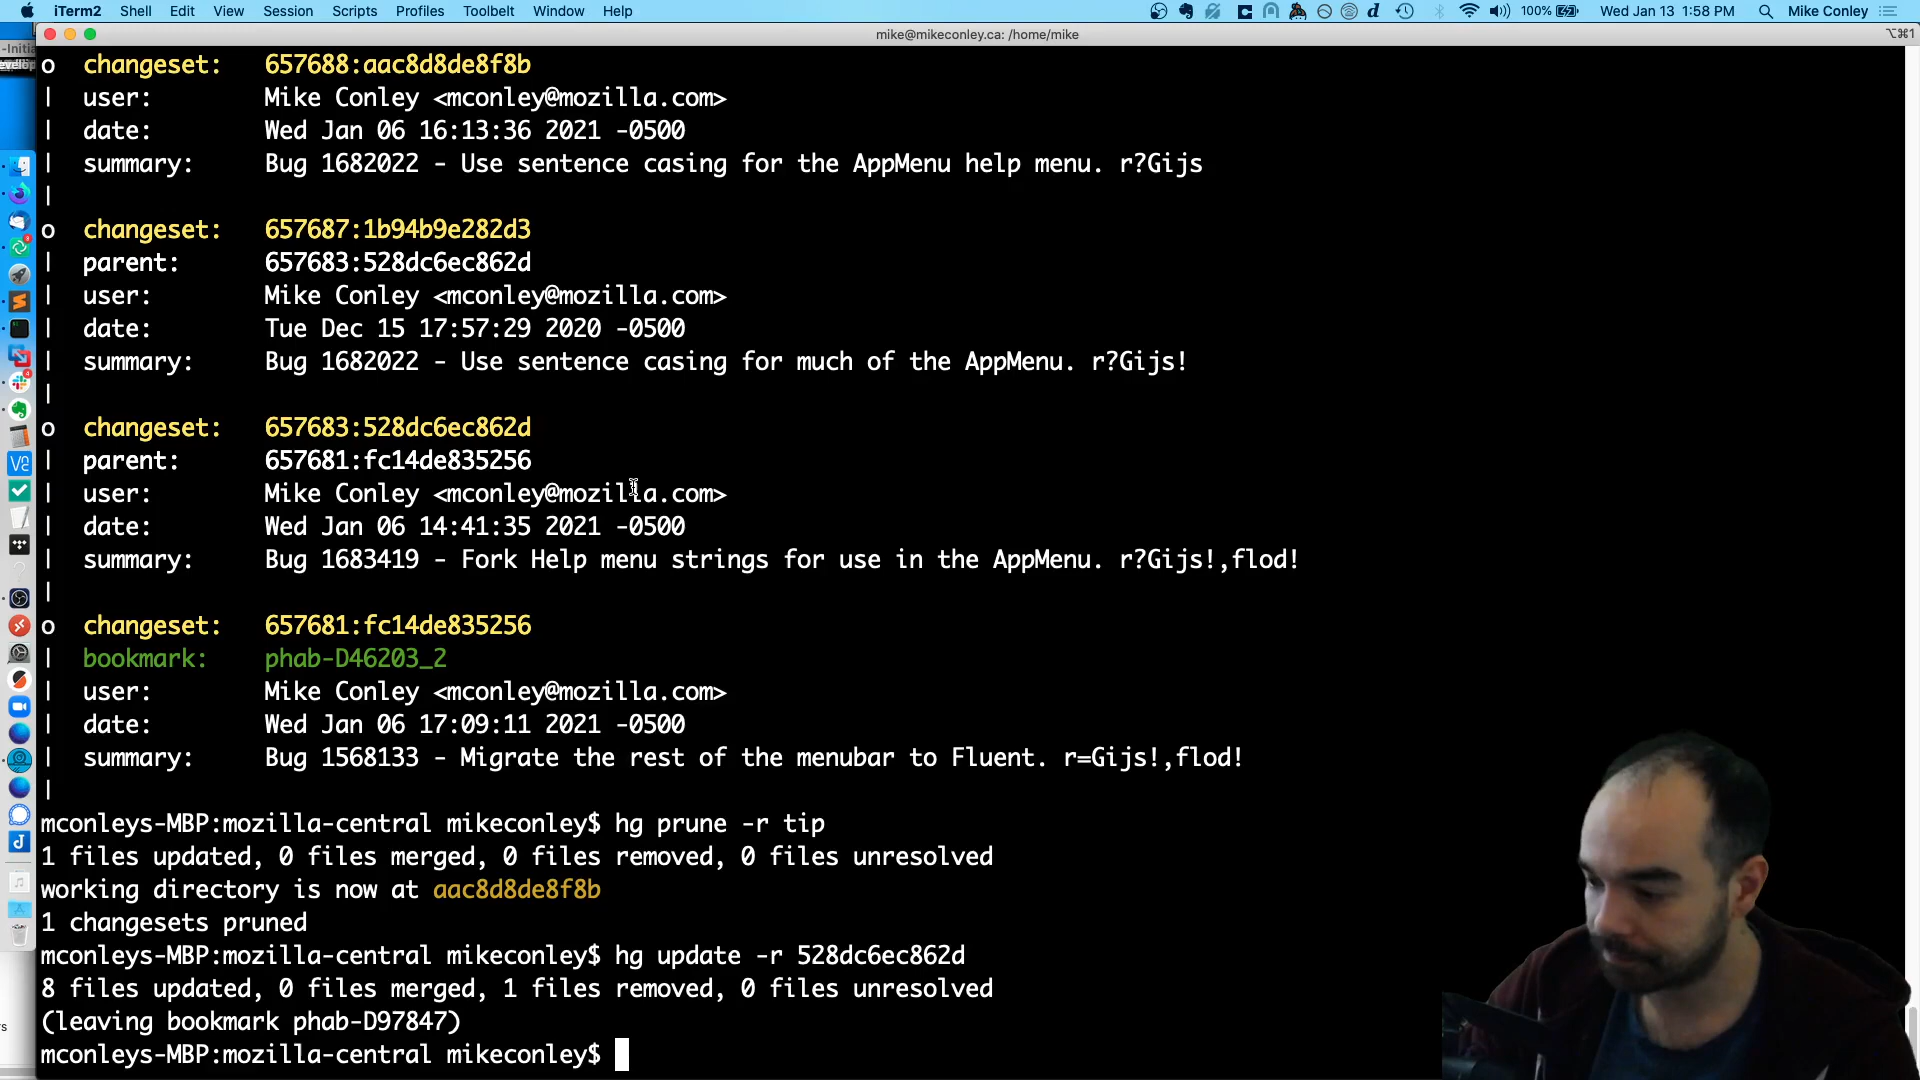 iTerm2 Shell Edit View Session Scripts Profiles Toolbelt Window Help 100% Wed Jan 13 1:58 PM Mike Conley
mike@mikeconley.ca: /home/mike ⌥⌘1
o changeset: 657688:aac8d8de8f8b
| user: Mike Conley <mconley@mozilla.com>
| date: Wed Jan 06 16:13:36 2021 -0500
| summary: Bug 1682022 - Use sentence casing for the AppMenu help menu. r?Gijs
|
o changeset: 657687:1b94b9e282d3
| parent: 657683:528dc6ec862d
| user: Mike Conley <mconley@mozilla.com>
| date: Tue Dec 15 17:57:29 2020 -0500
| summary: Bug 1682022 - Use sentence casing for much of the AppMenu. r?Gijs!
|
o changeset: 657683:528dc6ec862d
| parent: 657681:fc14de835256
| user: Mike Conley <mconley@mozilla.com>
| date: Wed Jan 06 14:41:35 2021 -0500
| summary: Bug 1683419 - Fork Help menu strings for use in the AppMenu. r?Gijs!,flod!
|
o changeset: 657681:fc14de835256
| bookmark: phab-D46203_2
| user: Mike Conley <mconley@mozilla.com>
| date: Wed Jan 06 17:09:11 2021 -0500
| summary: Bug 1568133 - Migrate the rest of the menubar to Fluent. r=Gijs!,flod!
|
mconleys-MBP:mozilla-central mikeconley$ hg prune -r tip
1 files updated, 0 files merged, 0 files removed, 0 files unresolved
working directory is now at aac8d8de8f8b
1 changesets pruned
mconleys-MBP:mozilla-central mikeconley$ hg update -r 528dc6ec862d
8 files updated, 0 files merged, 1 files removed, 0 files unresolved
(leaving bookmark phab-D97847)
mconleys-MBP:mozilla-central mikeconley$